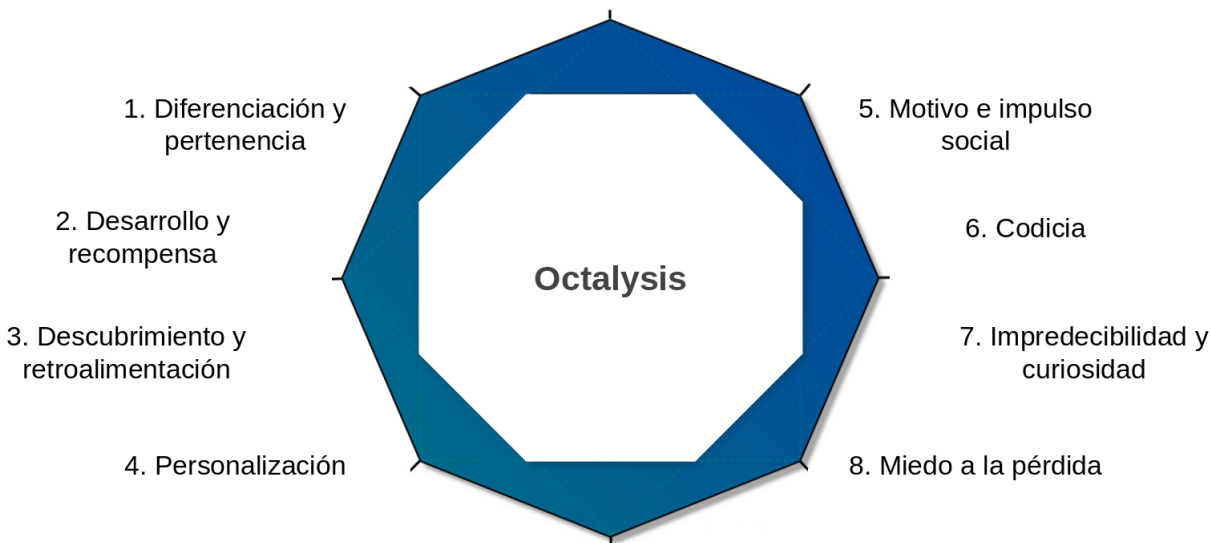 1. Diferenciación y
pertenencia
2. Desarrollo y
recompensa
3. Descubrimiento y
retroalimentación
4. Personalización
Octalysis
5. Motivo e impulso
social
6. Codicia
7. Impredecibilidad y
curiosidad
8. Miedo a la pérdida